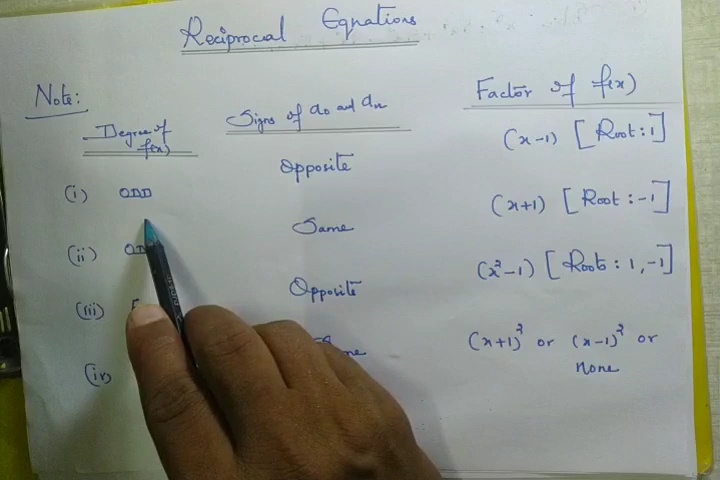 Reciprocal Equations
Note:
Degree of f(x)
Signs of a₀ and aₙ
Factor of f(x)
(i) ODD Opposite (x-1) [Root: 1]
(ii) Same (x+1) [Root: -1]
(iii) Opposite (x²-1) [Roots: 1, -1]
(iv) (x+1)² or (x-1)² or
none